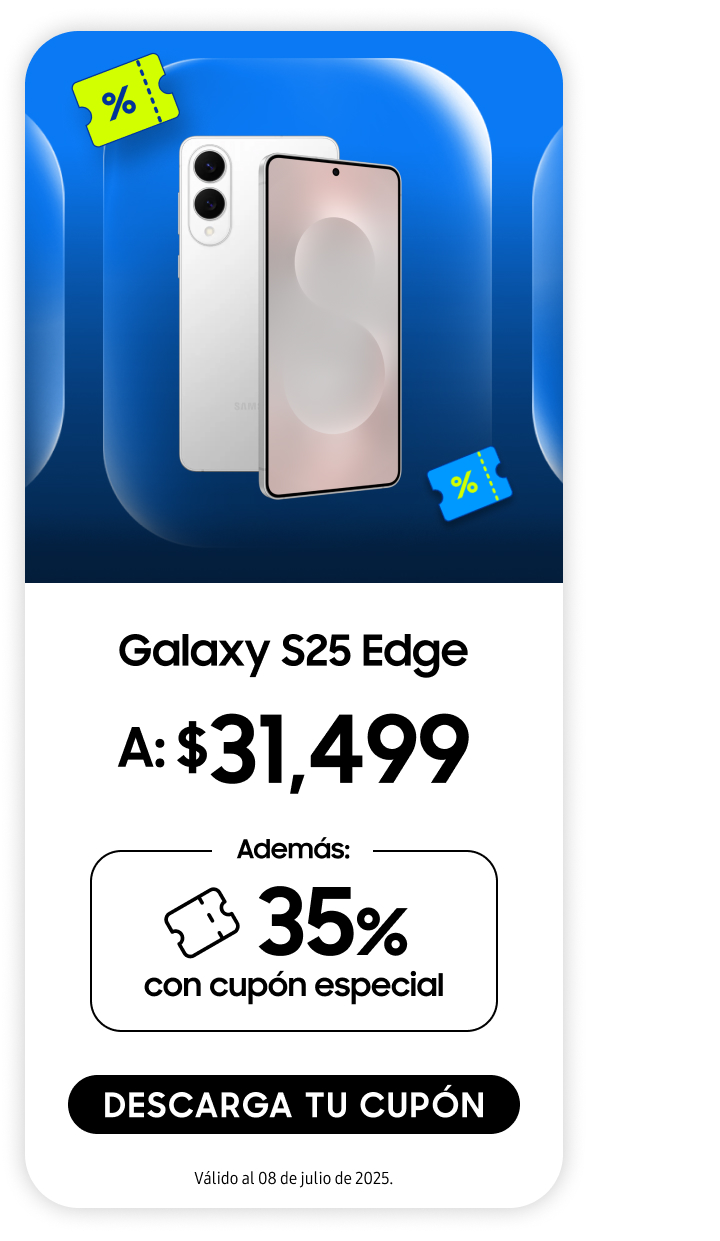 %
SAM
%
Galaxy S25 Edge
A: $31,499
Además:
35%
con cupón especial
DESCARGA TU CUPÓN
Válido al 08 de julio de 2025.